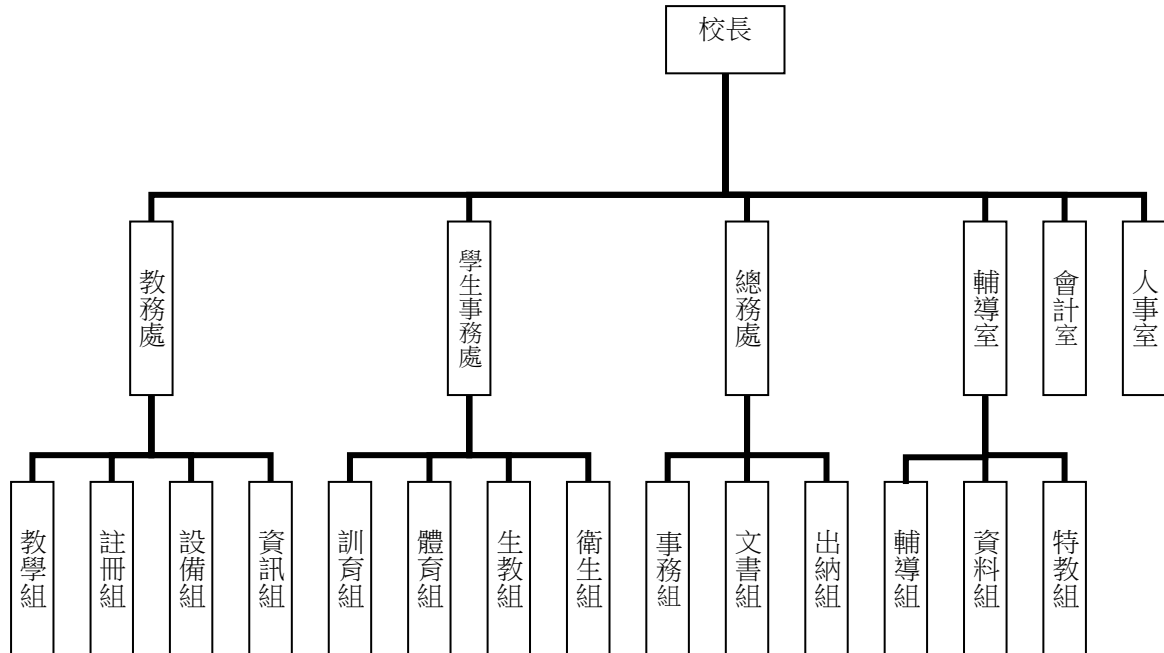 校長
教務處
學生事務處
總務處
輔導室
會計室
人事室
教學組
註冊組
設備組
資訊組
訓育組
體育組
生教組
衛生組
事務組
文書組
出納組
輔導組
資料組
特教組